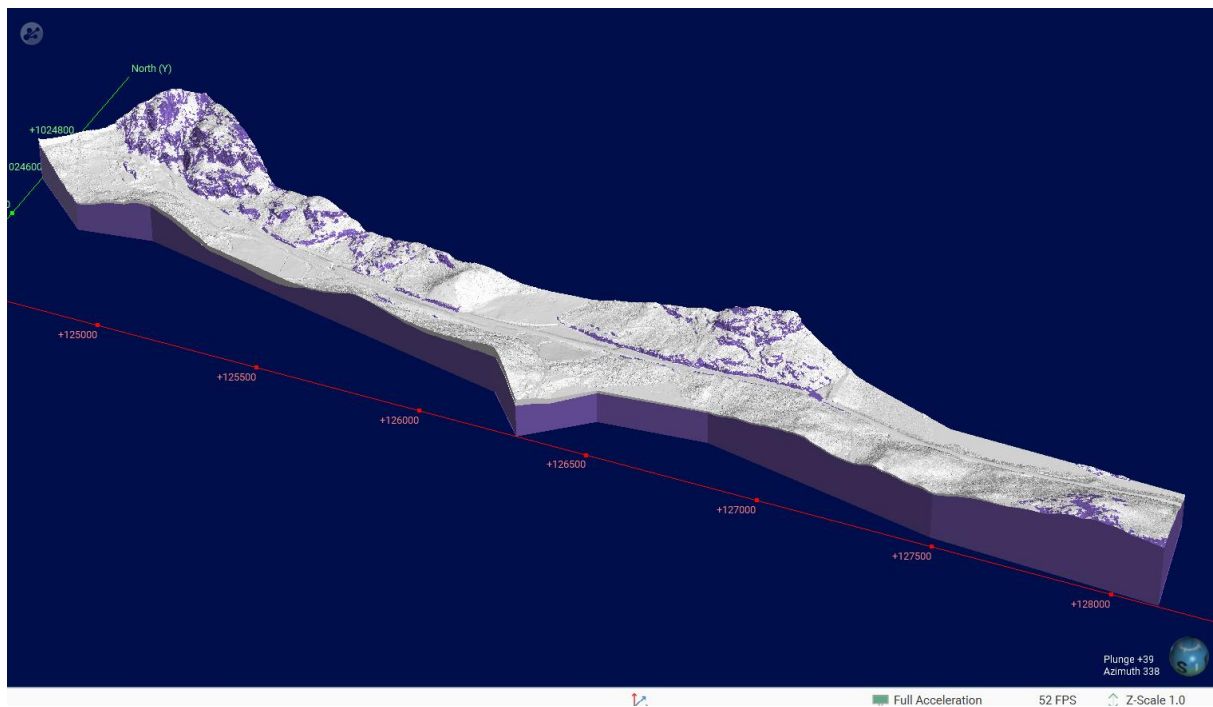 North (Y)
+1024800
024600
0
+125000
+125500
+126000
+126500
+127000
+127500
+128000
Plunge +39
Azimuth 338
S
Full Acceleration
52 FPS
Z-Scale 1.0